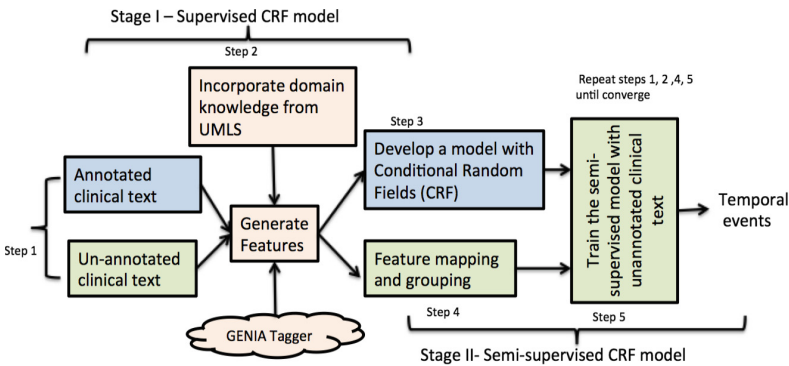 Stage I – Supervised CRF model
Step 2
Incorporate domain
knowledge from
UMLS
Repeat steps 1, 2 ,4, 5
until converge
Step 3
Develop a model with
Conditional Random
Fields (CRF)
Annotated
clinical text
Step 1
Un-annotated
clinical text
Generate
Features
Feature mapping
and grouping
Train the semi-
supervised model with
unannotated clinical
text
Temporal
events
GENIA Tagger
Step 4
Step 5
Stage II- Semi-supervised CRF model